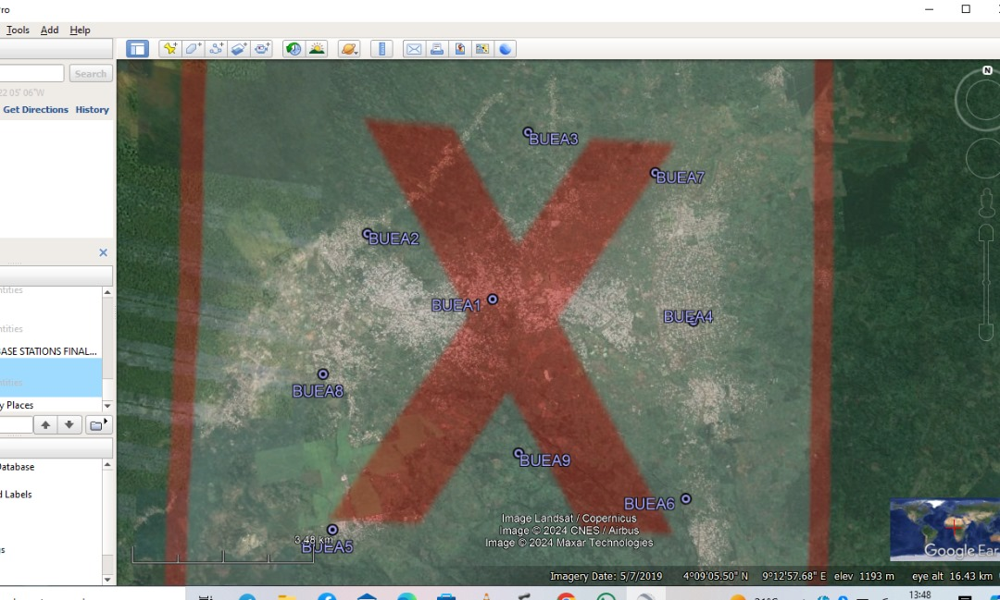 ro
Tools Add Help
Search
22 05' 06"W
Get Directions History
ntities
ntities
ASE STATIONS FINAL...
ntities
y Places
Database
d Labels
s
BUEA3
BUEA7
BUEA2
BUEA1
BUEA4
BUEA8
BUEA9
BUEA6
BUEA5
3.48 km
N
Image Landsat / Copernicus
Image © 2024 CNES / Airbus
Image © 2024 Maxar Technologies
Google Ear
Imagery Date: 5/7/2019 4°09'05.50" N 9°12'57.68" E elev 1193 m eye alt 16.43 km
13:48